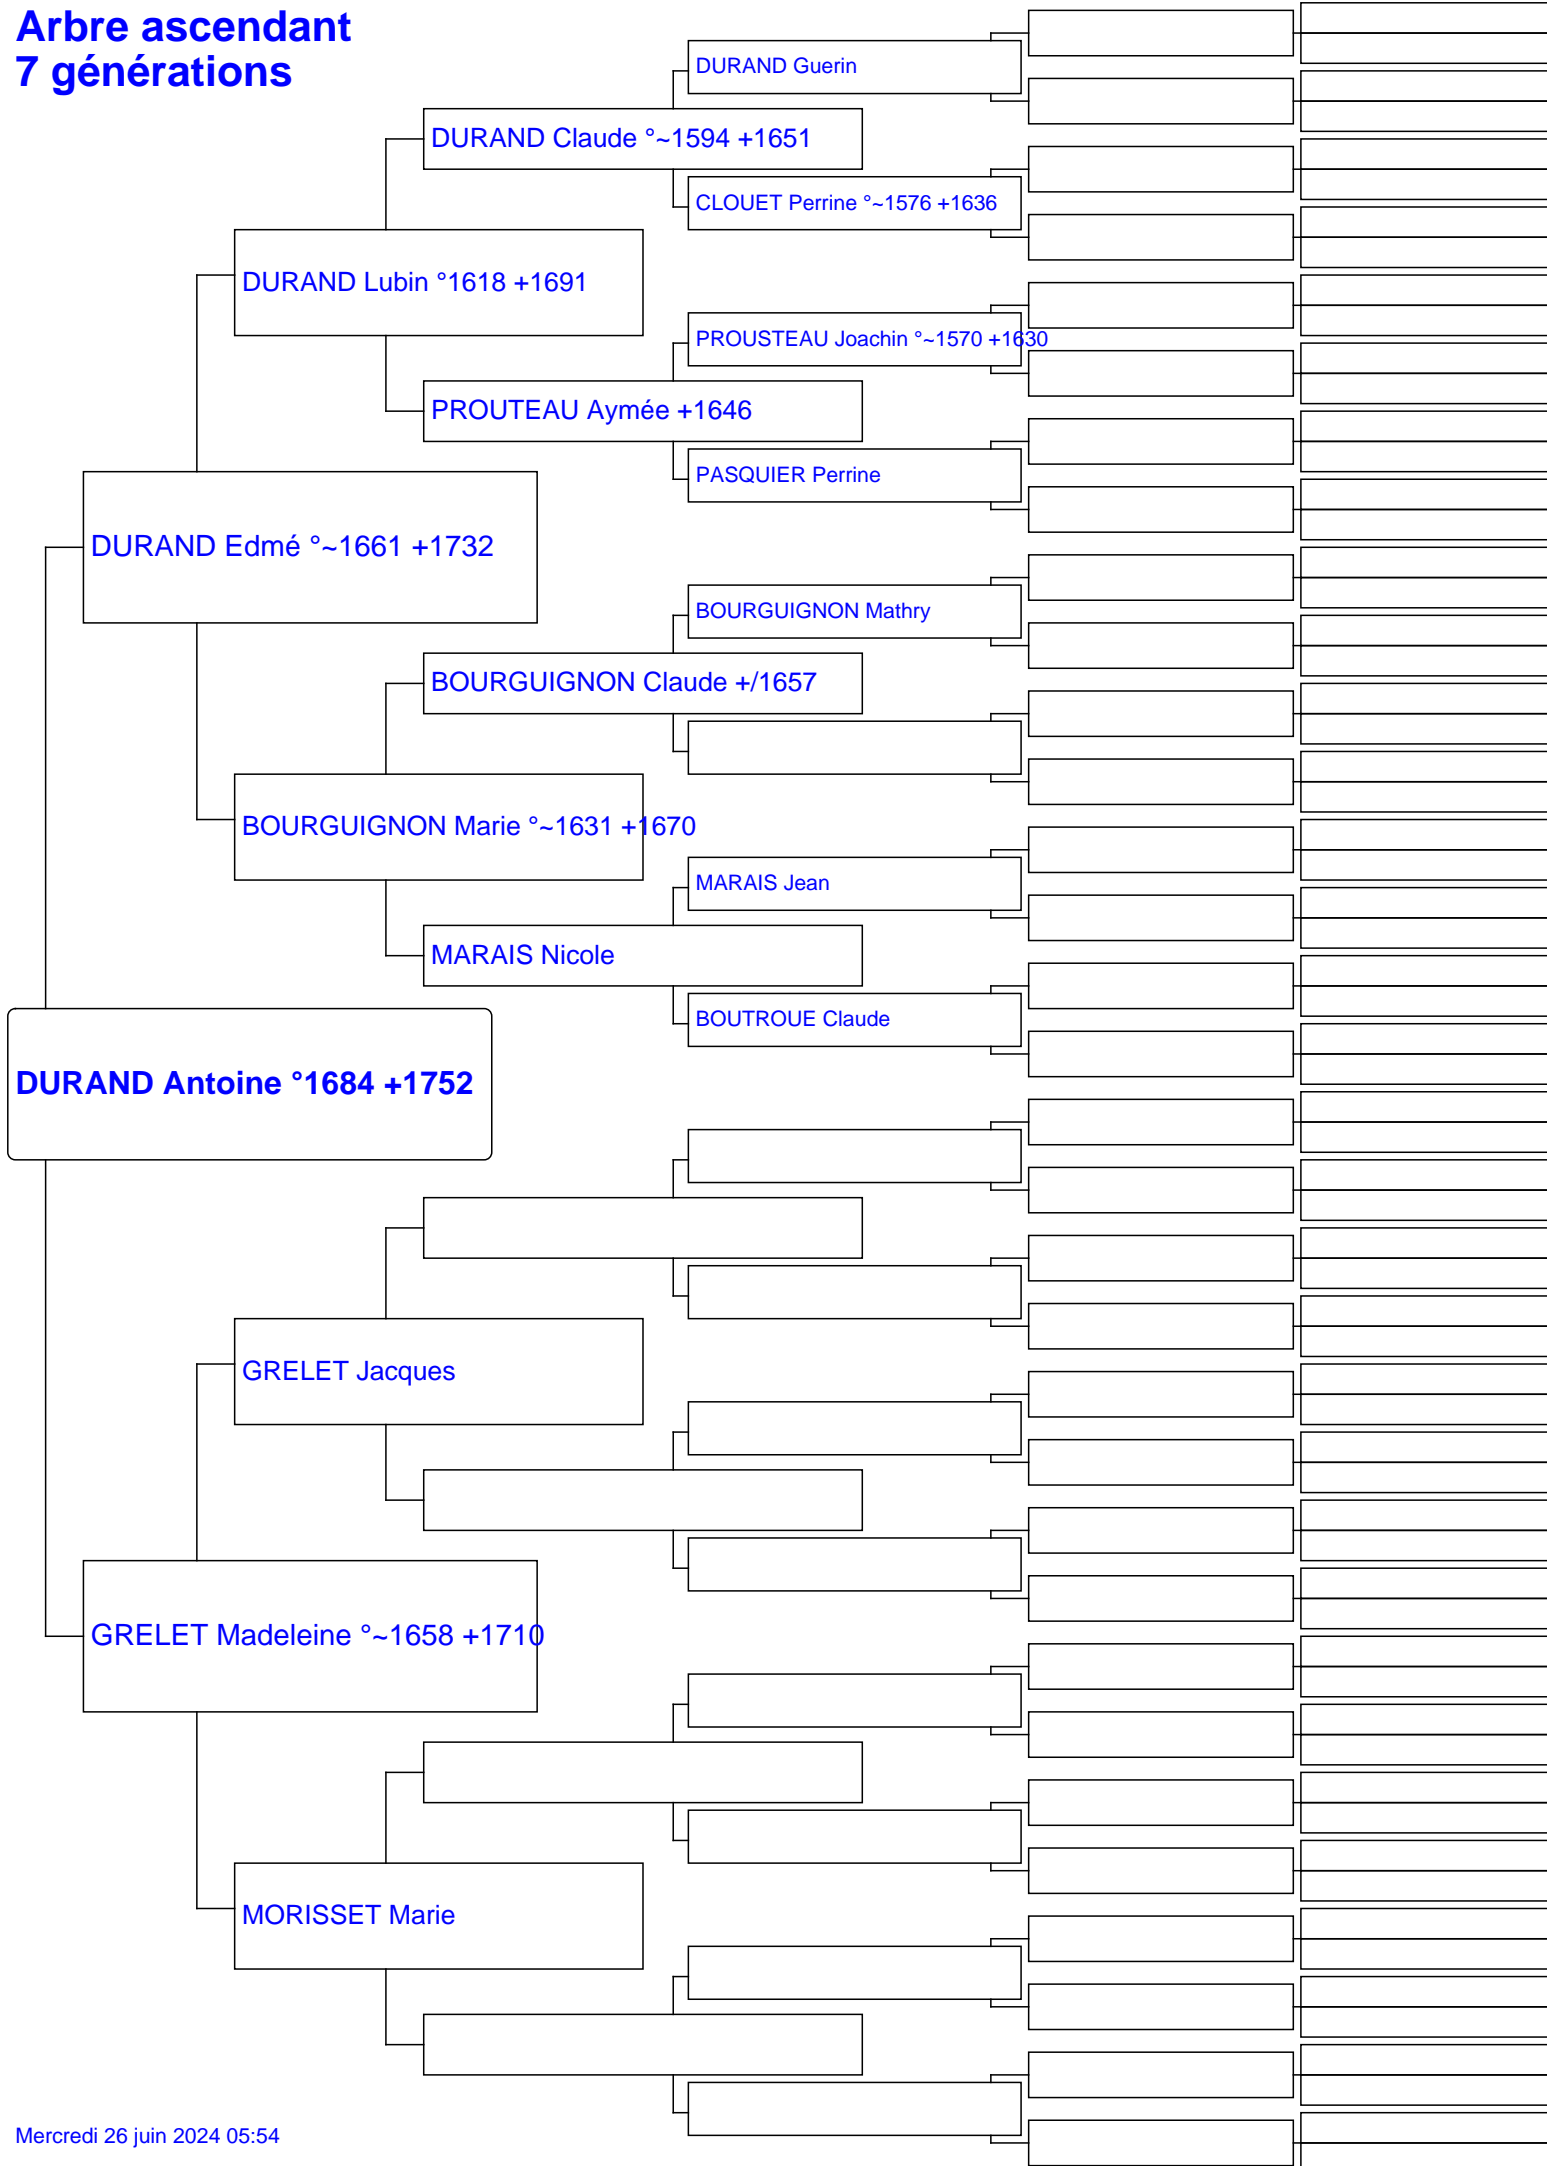 Arbre ascendant
7 générations
DURAND Guerin
DURAND Claude °~1594 +1651
CLOUET Perrine °~1576 +1636
DURAND Lubin °1618 +1691
PROUSTEAU Joachin °~1570 +1630
PROUTEAU Aymée +1646
PASQUIER Perrine
DURAND Edmé °~1661 +1732
BOURGUIGNON Mathry
BOURGUIGNON Claude +/1657
BOURGUIGNON Marie °~1631 +1670
MARAIS Jean
MARAIS Nicole
BOUTROUE Claude
DURAND Antoine °1684 +1752
GRELET Jacques
GRELET Madeleine °~1658 +1710
MORISSET Marie
Mercredi 26 juin 2024 05:54